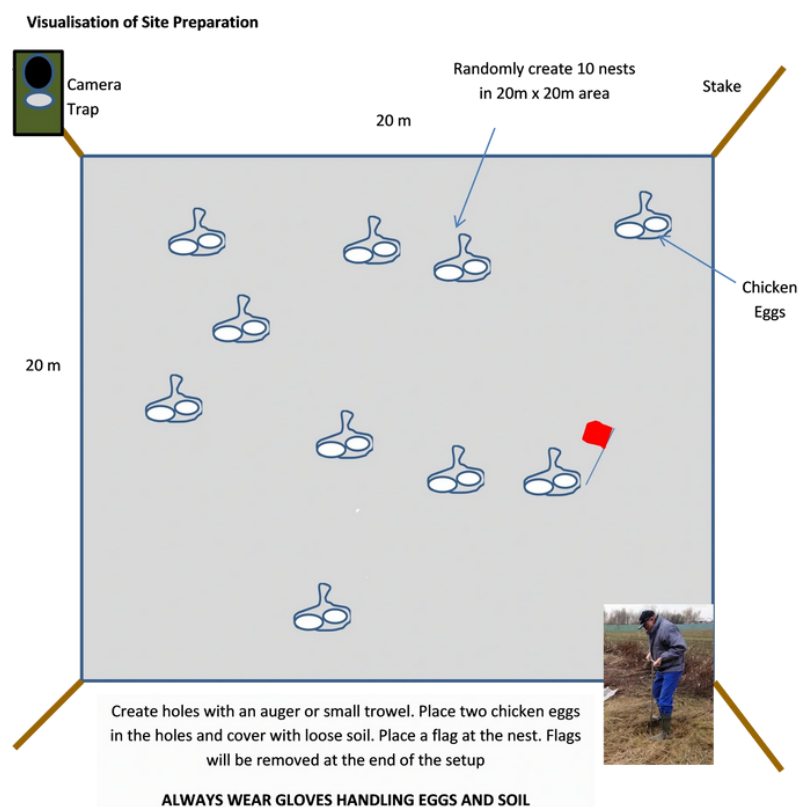 Visualisation of Site Preparation
Camera
Trap
Randomly create 10 nests
in 20m x 20m area
Stake
20 m
Chicken
Eggs
20 m
Create holes with an auger or small trowel. Place two chicken eggs
in the holes and cover with loose soil. Place a flag at the nest. Flags
will be removed at the end of the setup
ALWAYS WEAR GLOVES HANDLING EGGS AND SOIL